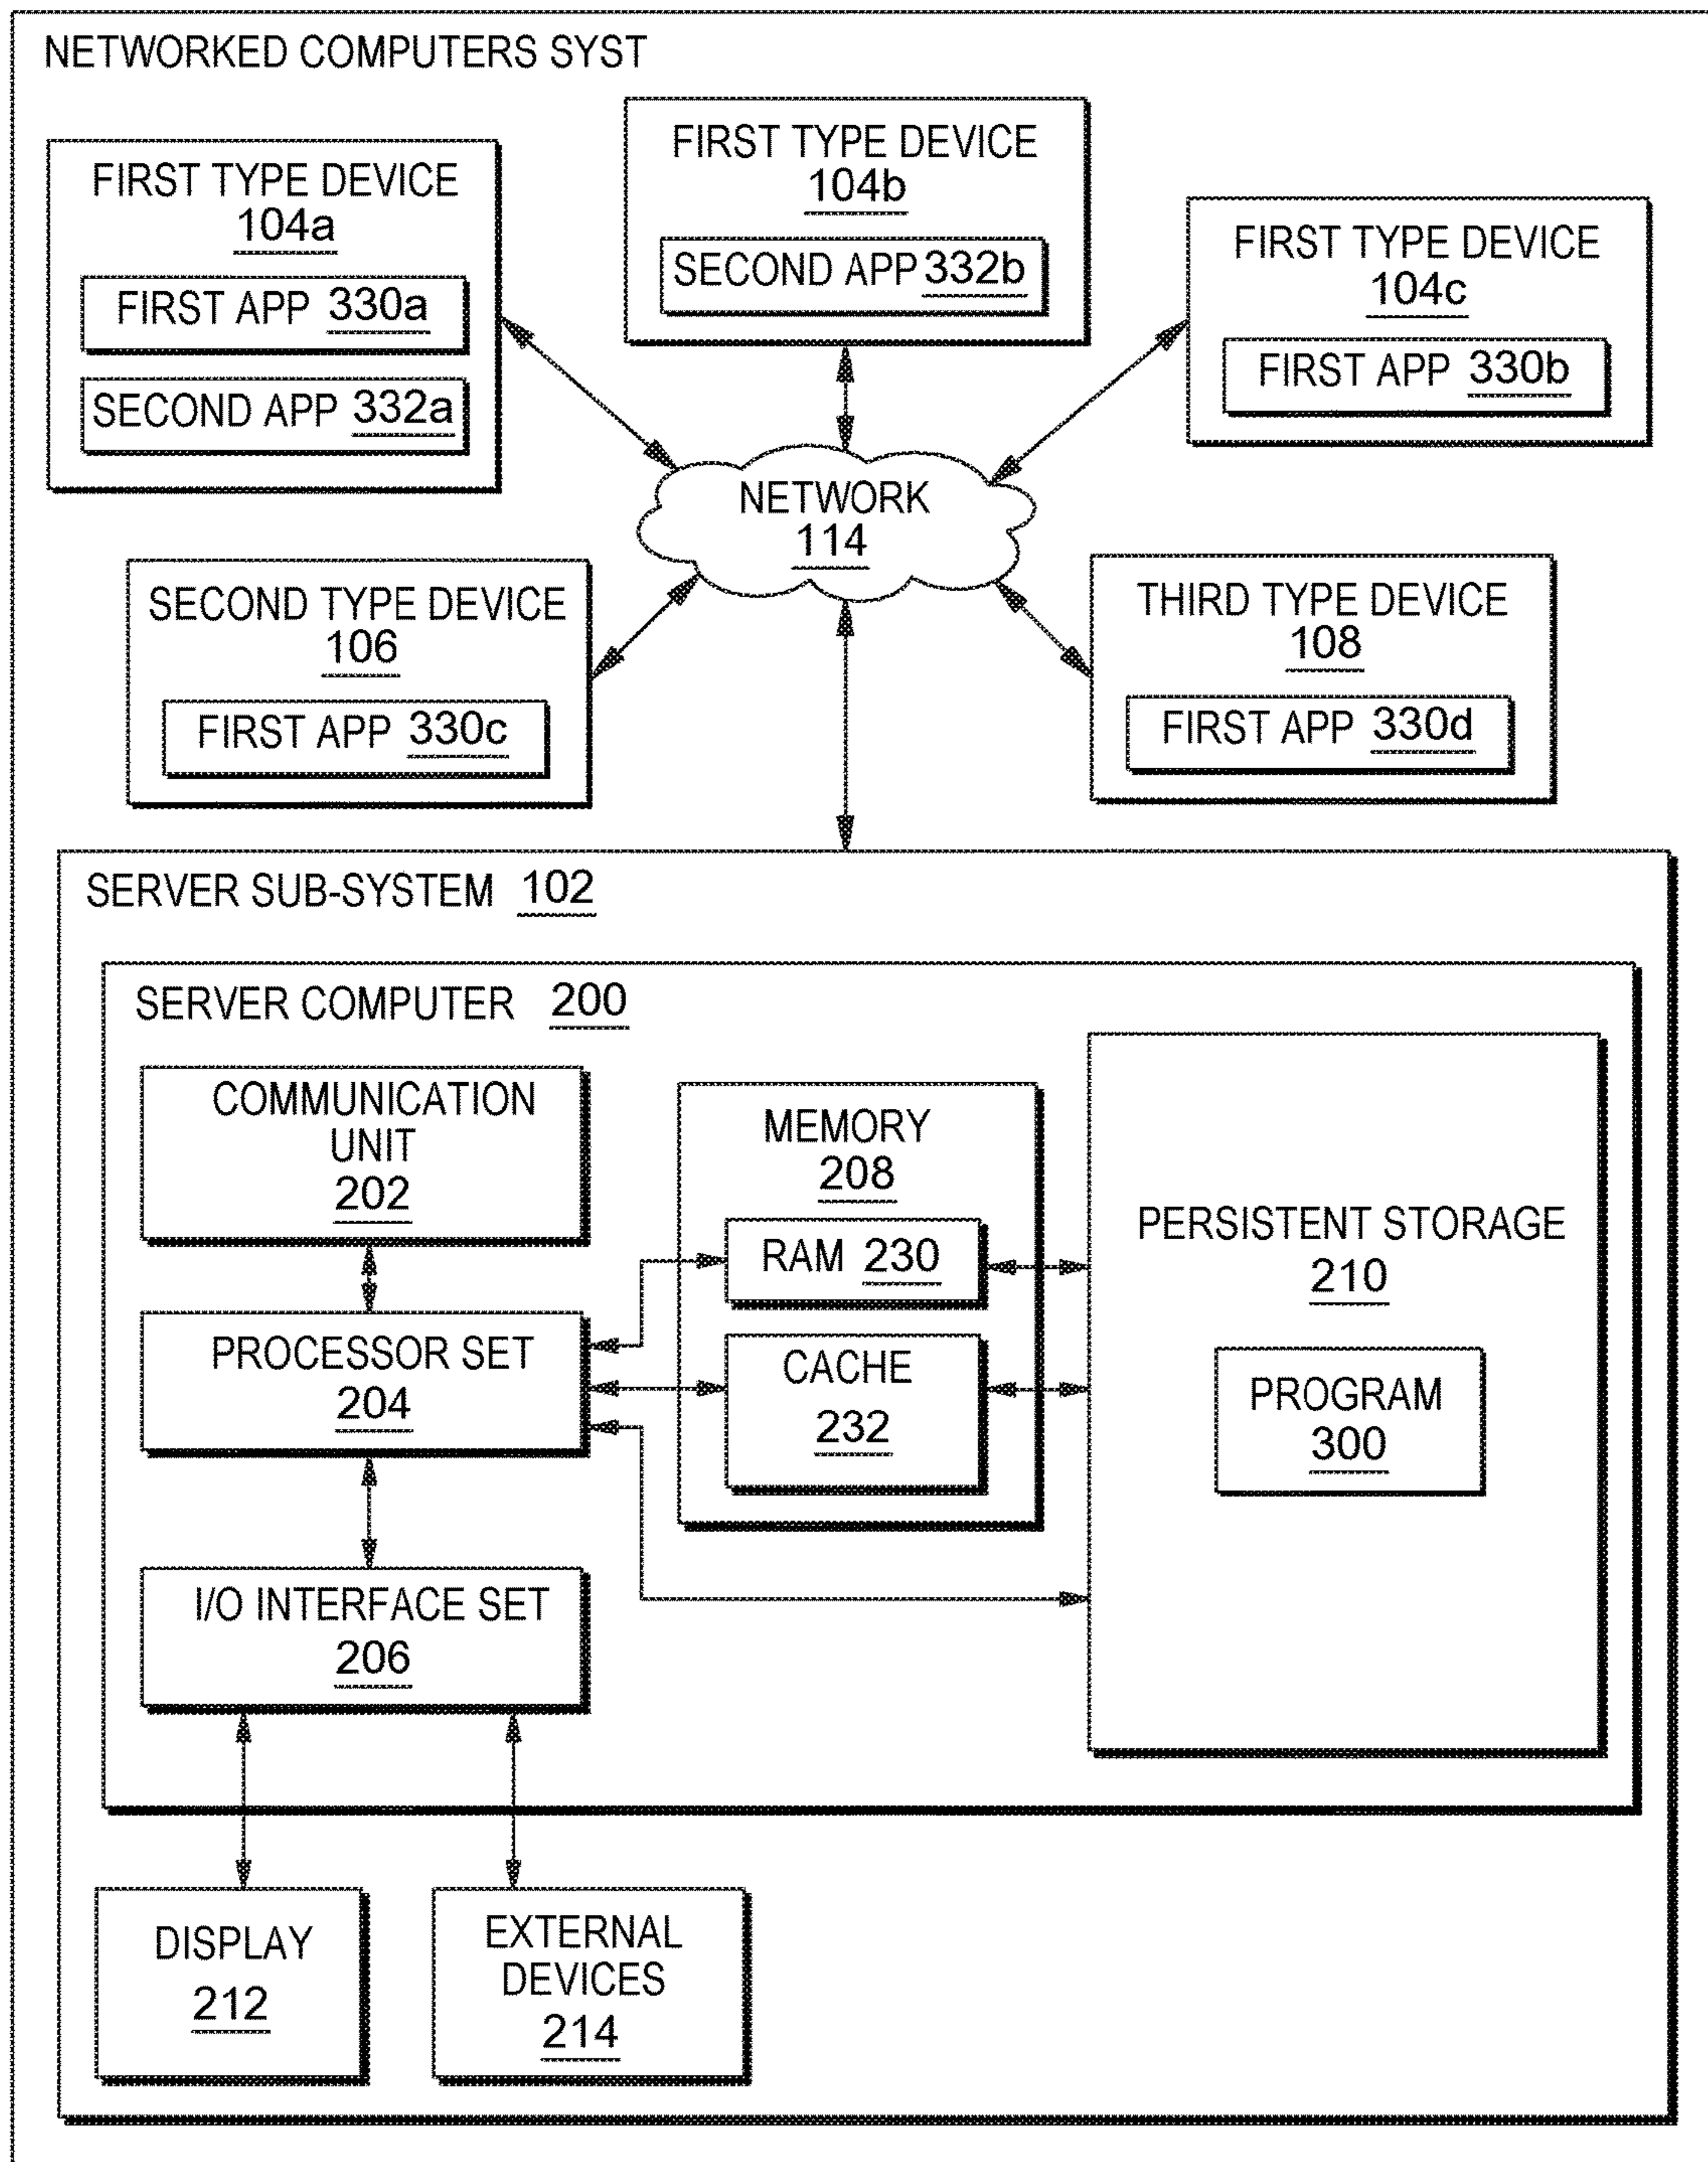 NETWORKED COMPUTERS SYST
FIRST TYPE DEVICE
104a
FIRST APP 330a
SECOND APP 332a
FIRST TYPE DEVICE
104b
SECOND APP 332b
FIRST TYPE DEVICE
104c
FIRST APP 330b
NETWORK
114
SECOND TYPE DEVICE
106
FIRST APP 330c
THIRD TYPE DEVICE
108
FIRST APP 330d
SERVER SUB-SYSTEM 102
SERVER COMPUTER 200
COMMUNICATION
UNIT
202
PROCESSOR SET
204
I/O INTERFACE SET
206
MEMORY
208
RAM 230
CACHE
232
PERSISTENT STORAGE
210
PROGRAM
300
DISPLAY
212
EXTERNAL
DEVICES
214